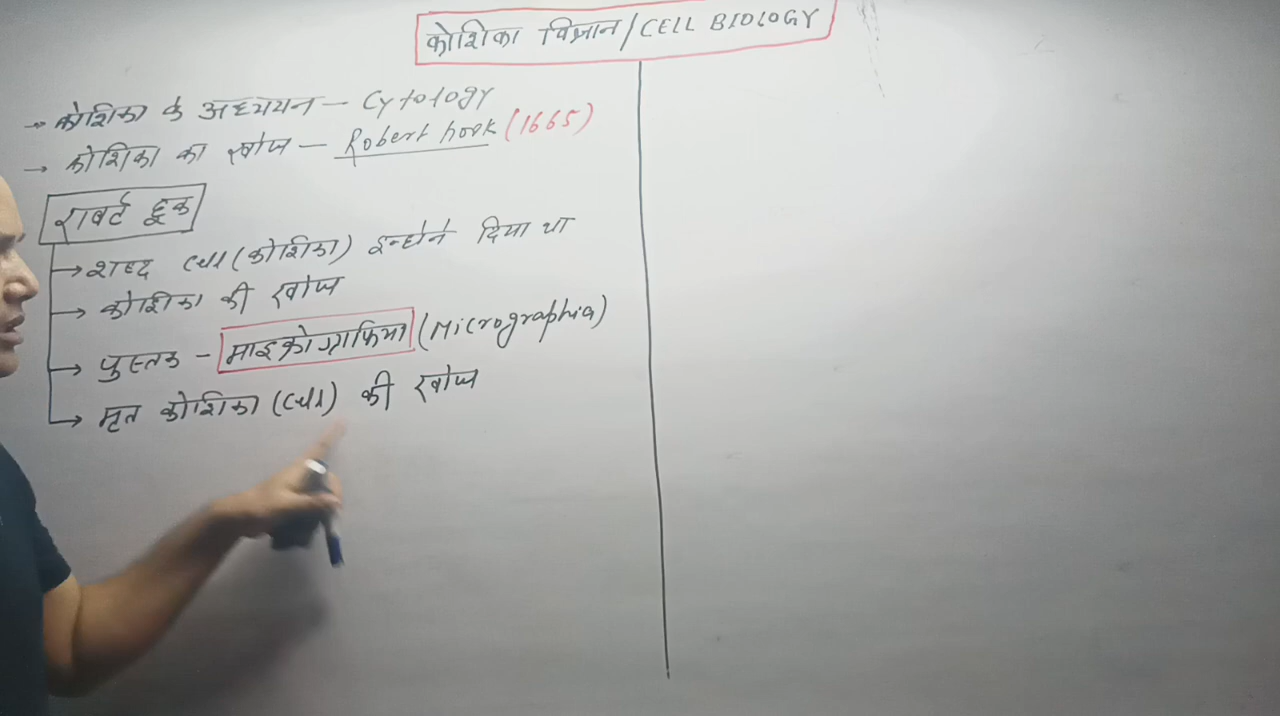 कोशिका विज्ञान/CELL BIOLOGY
→ कोशिका के अध्ययन – Cytology
→ कोशिका का खोज – Robert hook (1665)
राबर्ट हूक
→ शब्द Cell (कोशिका) इन्होने दिया था
→ कोशिका की खोज
→ पुस्तक - माइक्रोग्राफिया (Micrographia)
→ मृत कोशिका (Cell) की खोज